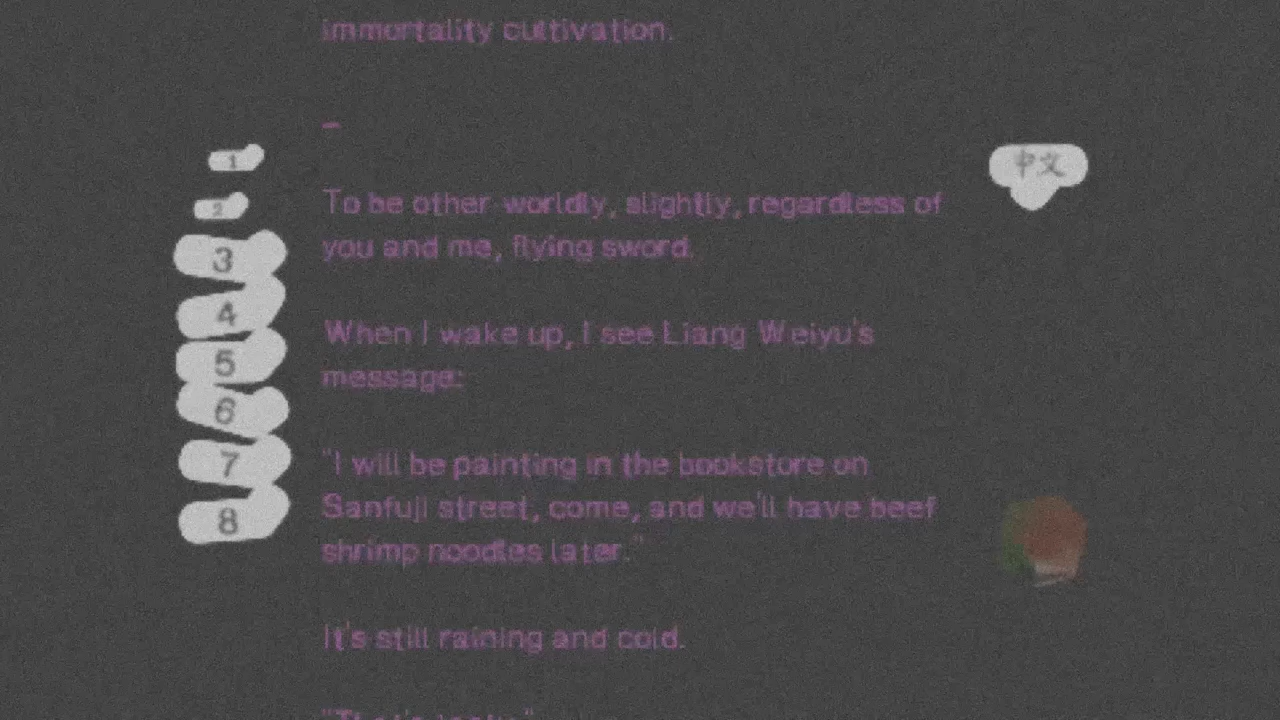 immortality cultivation.
–
1
中文
2
To be other worldly, slightly, regardless of
3
you and me, flying sword.
4
When I wake up, I see Liang Weiyu's
5
message:
6
7
"I will be painting in the bookstore on
8
Sanfuji street, come, and we'll have beef
shrimp noodles later."
It's still raining and cold.